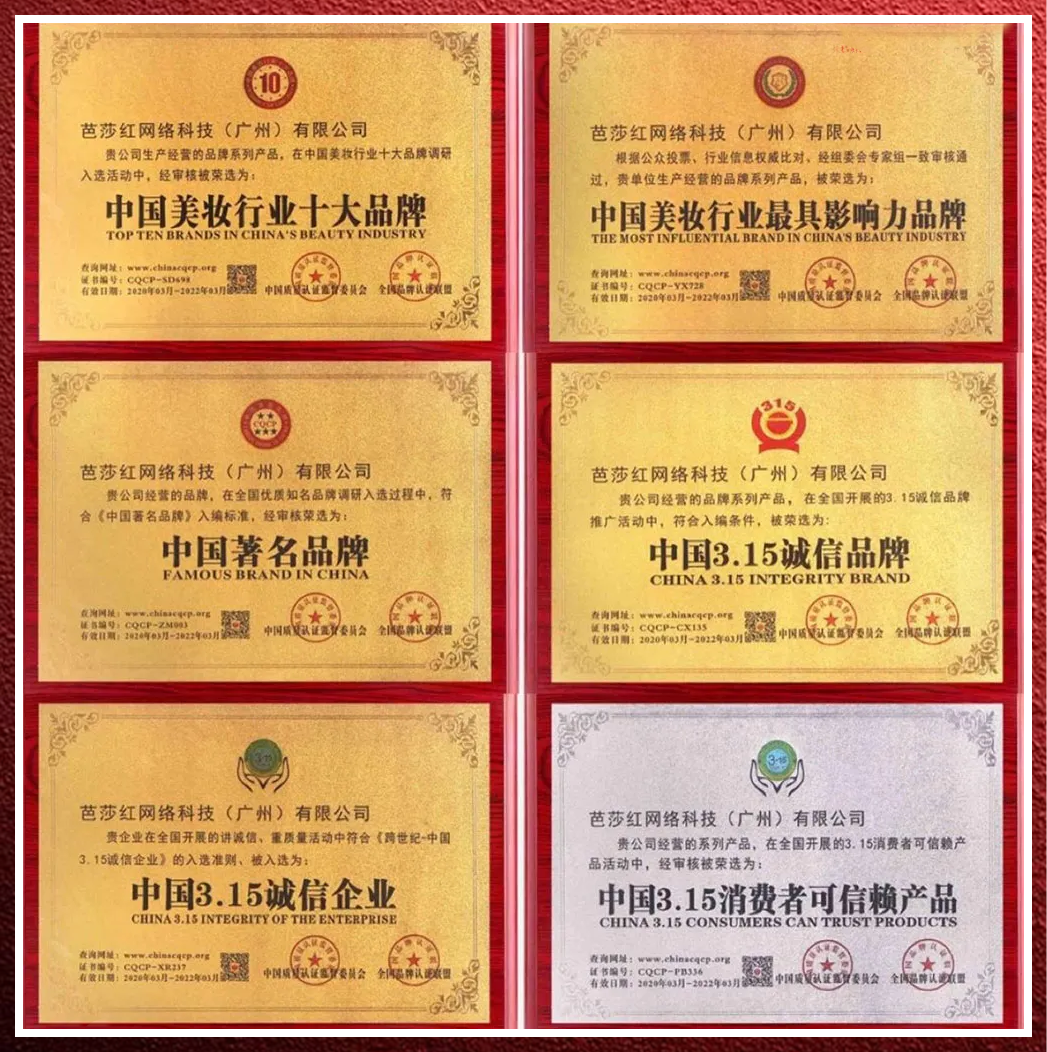 10
芭莎红网络科技（广州）有限公司
贵公司生产经营的品牌系列产品，在中国美妆行业十大品牌调研
入选活动中，经审核被荣选为：
中国美妆行业十大品牌
TOP TEN BRANDS IN CHINA'S BEAUTY INDUSTRY
查询网址：www.chinacqcp.org
证书编号：CQCP-SD698
有效日期：2020年03月-2022年03月
中国质量认证监督委员会 全国品牌认证联盟
芭莎红网络科技（广州）有限公司
根据公众投票、行业信息权威比对、经组委会专家组一致审核通
过，贵单位生产经营的品牌系列产品，被荣选为：
中国美妆行业最具影响力品牌
THE MOST INFLUENTIAL BRAND IN CHINA'S BEAUTY INDUSTRY
查询网址：www.chinacqcp.org
证书编号：CQCP-YX728
有效日期：2020年03月-2022年03月
中国质量认证监督委员会 全国品牌认证联盟
CQCP
芭莎红网络科技（广州）有限公司
贵公司经营的品牌，在全国优质知名品牌调研入选过程中，符
合《中国著名品牌》入编标准，经审核荣选为：
中国著名品牌
FAMOUS BRAND IN CHINA
查询网址：www.chinacqcp.org
证书编号：CQCP-ZM003
有效日期：2020年03月-2022年03月
中国质量认证监督委员会 全国品牌认证联盟
315
芭莎红网络科技（广州）有限公司
贵公司经营的品牌系列产品，在全国开展的3.15诚信品牌
推广活动中，符合入编条件，被荣选为：
中国3.15诚信品牌
CHINA 3.15 INTEGRITY BRAND
查询网址：www.chinacqcp.org
证书编号：CQCP-CX135
有效日期：2020年03月-2022年03月
中国质量认证监督委员会 全国品牌认证联盟
3·15
芭莎红网络科技（广州）有限公司
贵企业在全国开展的讲诚信、重质量活动中符合《跨世纪-中国
3.15诚信企业》的入选准则、被入选为：
中国3.15诚信企业
CHINA 3.15 INTEGRITY OF THE ENTERPRISE
查询网址：www.chinacqcp.org
证书编号：CQCP-XR237
有效日期：2020年03月-2022年03月
中国质量认证监督委员会 全国品牌认证联盟
3·15
芭莎红网络科技（广州）有限公司
贵公司经营的系列产品，在全国开展的3.15消费者可信赖产
品活动中，经审核被荣选为：
中国3.15消费者可信赖产品
CHINA 3.15 CONSUMERS CAN TRUST PRODUCTS
查询网址：www.chinacqcp.org
证书编号：CQCP-PB336
有效日期：2020年03月-2022年03月
中国质量认证监督委员会 全国品牌认证联盟